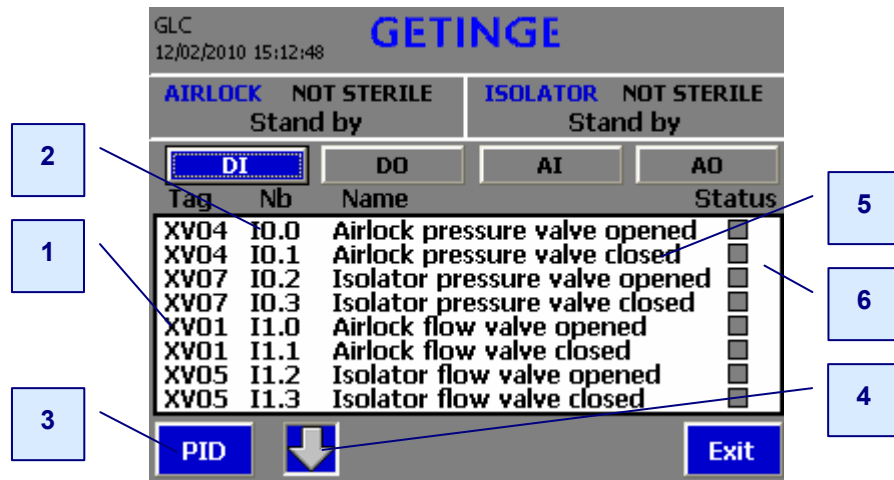 GLC
12/02/2010 15:12:48
GETINGE
AIRLOCK NOT STERILE
Stand by
ISOLATOR NOT STERILE
Stand by
DI DO AI AO
Tag Nb Name Status
XV04 I0.0 Airlock pressure valve opened
XV04 I0.1 Airlock pressure valve closed
XV07 I0.2 Isolator pressure valve opened
XV07 I0.3 Isolator pressure valve closed
XV01 I1.0 Airlock flow valve opened
XV01 I1.1 Airlock flow valve closed
XV05 I1.2 Isolator flow valve opened
XV05 I1.3 Isolator flow valve closed
PID Exit
2
1
3
5
6
4